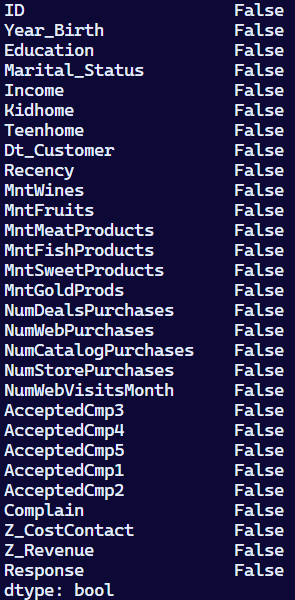 ID False
Year_Birth False
Education False
Marital_Status False
Income False
Kidhome False
Teenhome False
Dt_Customer False
Recency False
MntWines False
MntFruits False
MntMeatProducts False
MntFishProducts False
MntSweetProducts False
MntGoldProds False
NumDealsPurchases False
NumWebPurchases False
NumCatalogPurchases False
NumStorePurchases False
NumWebVisitsMonth False
AcceptedCmp3 False
AcceptedCmp4 False
AcceptedCmp5 False
AcceptedCmp1 False
AcceptedCmp2 False
Complain False
Z_CostContact False
Z_Revenue False
Response False
dtype: bool